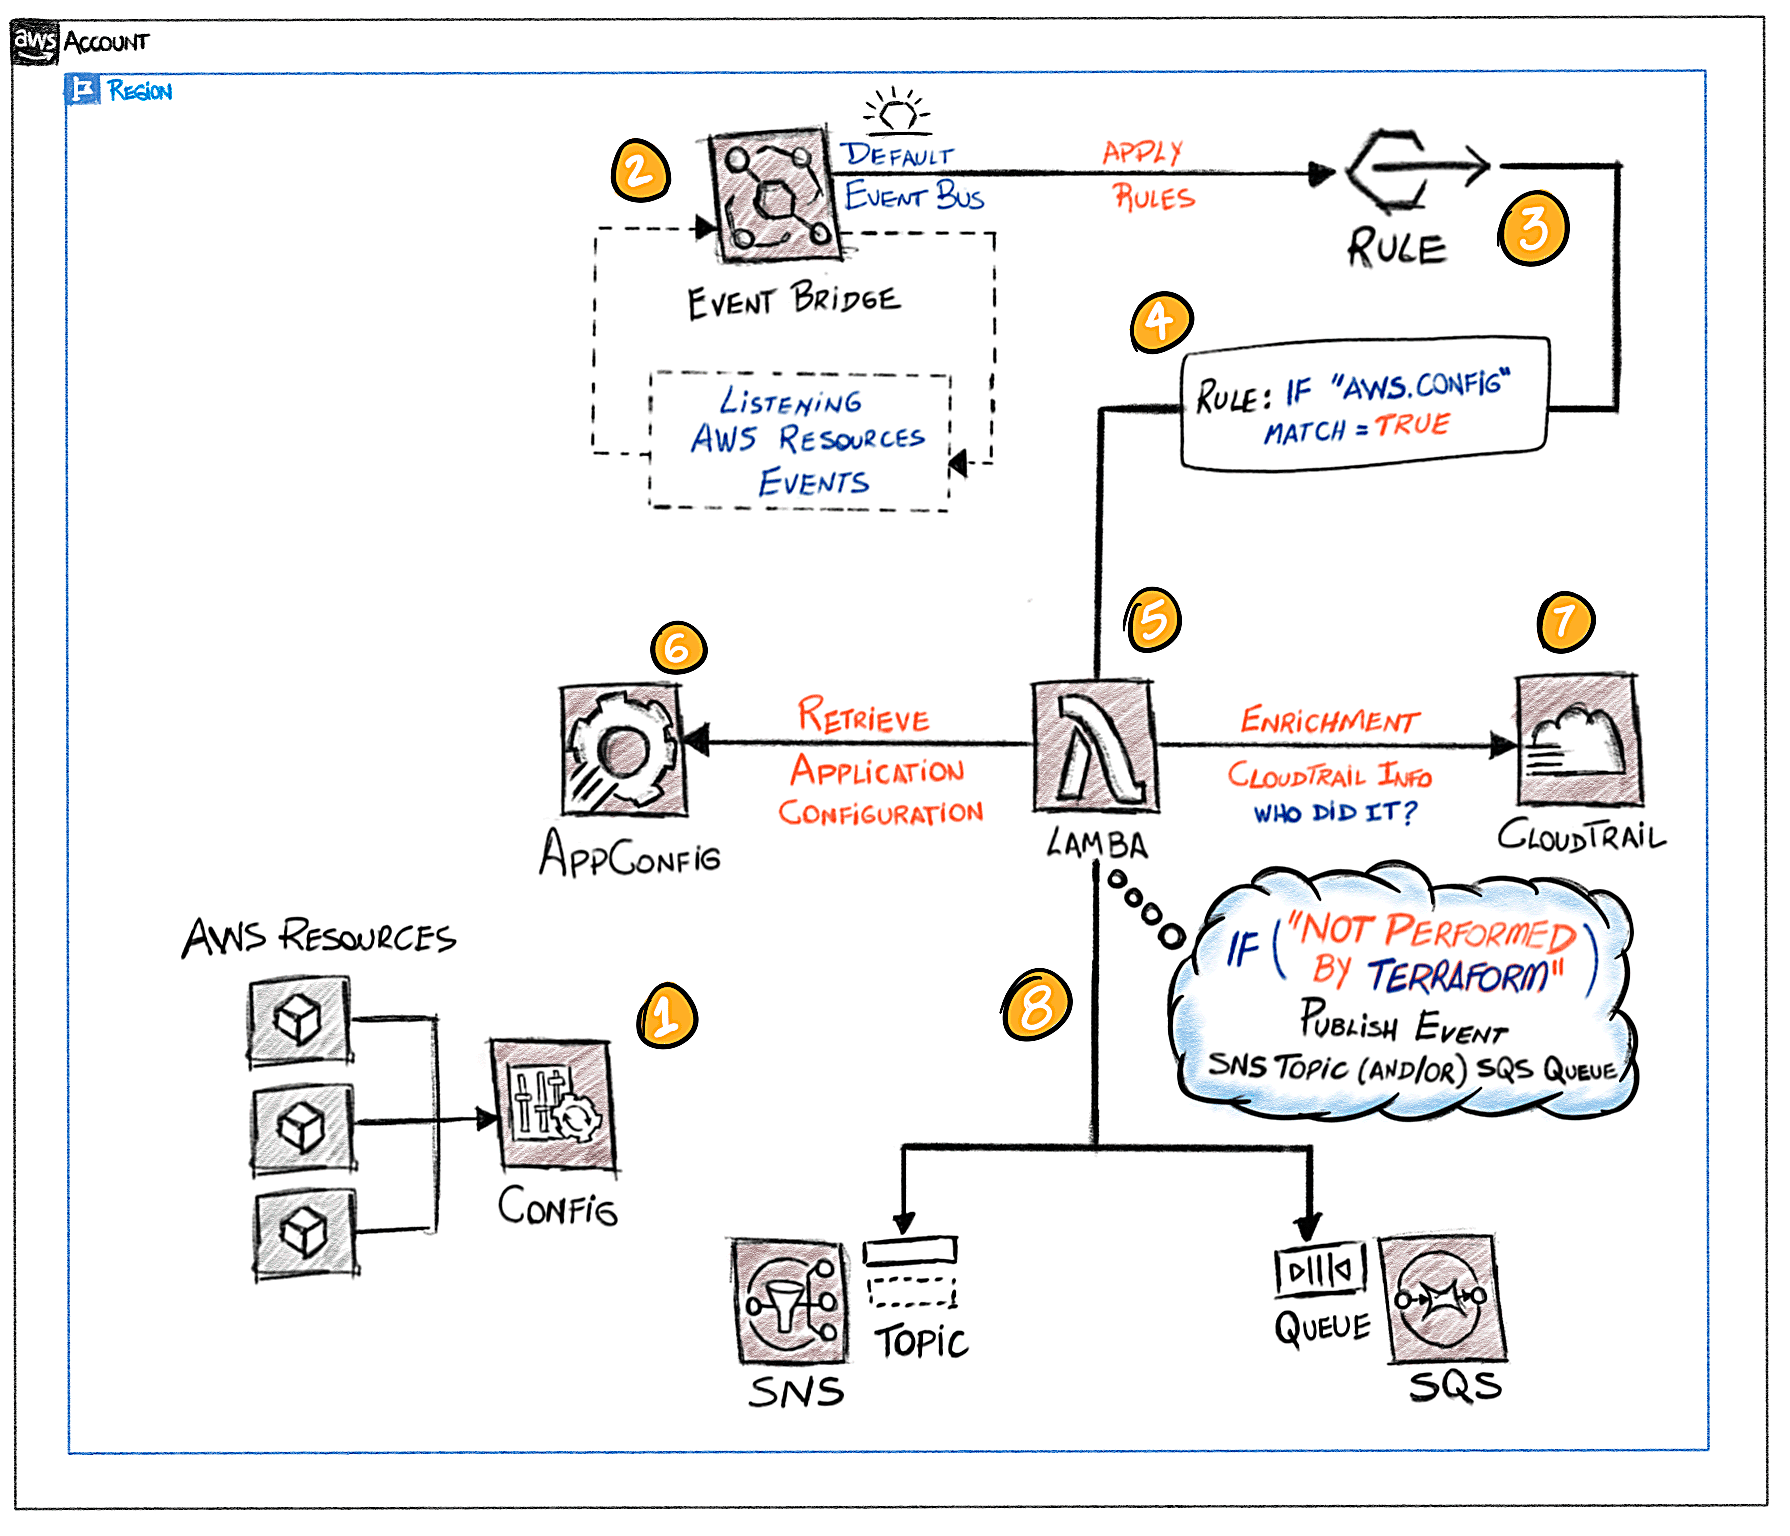 aws Account
Region
2
Default
Event Bus
Apply
Rules
Rule
3
Event Bridge
4
Rule: IF "AWS.CONFIG"
MATCH = TRUE
Listening
AWS Resources
Events
5
6
7
Retrieve
Application
Configuration
AppConfig
Lamba
Enrichment
CloudTrail Info
Who did it?
CloudTrail
IF ("Not Performed
by Terraform")
Publish Event
SNS Topic (and/or) SQS Queue
8
AWS Resources
1
Config
Topic
SNS
Queue
SQS